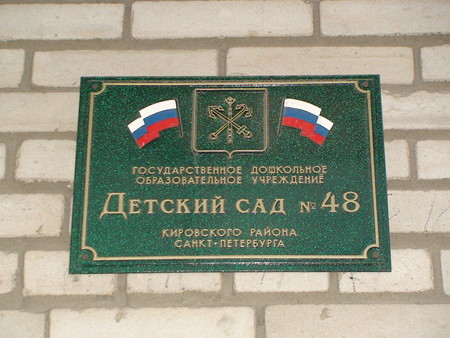 ГОСУДАРСТВЕННОЕ ДОШКОЛЬНОЕ
ОБРАЗОВАТЕЛЬНОЕ УЧРЕЖДЕНИЕ
ДЕТСКИЙ САД № 48
КИРОВСКОГО РАЙОНА
САНКТ-ПЕТЕРБУРГА